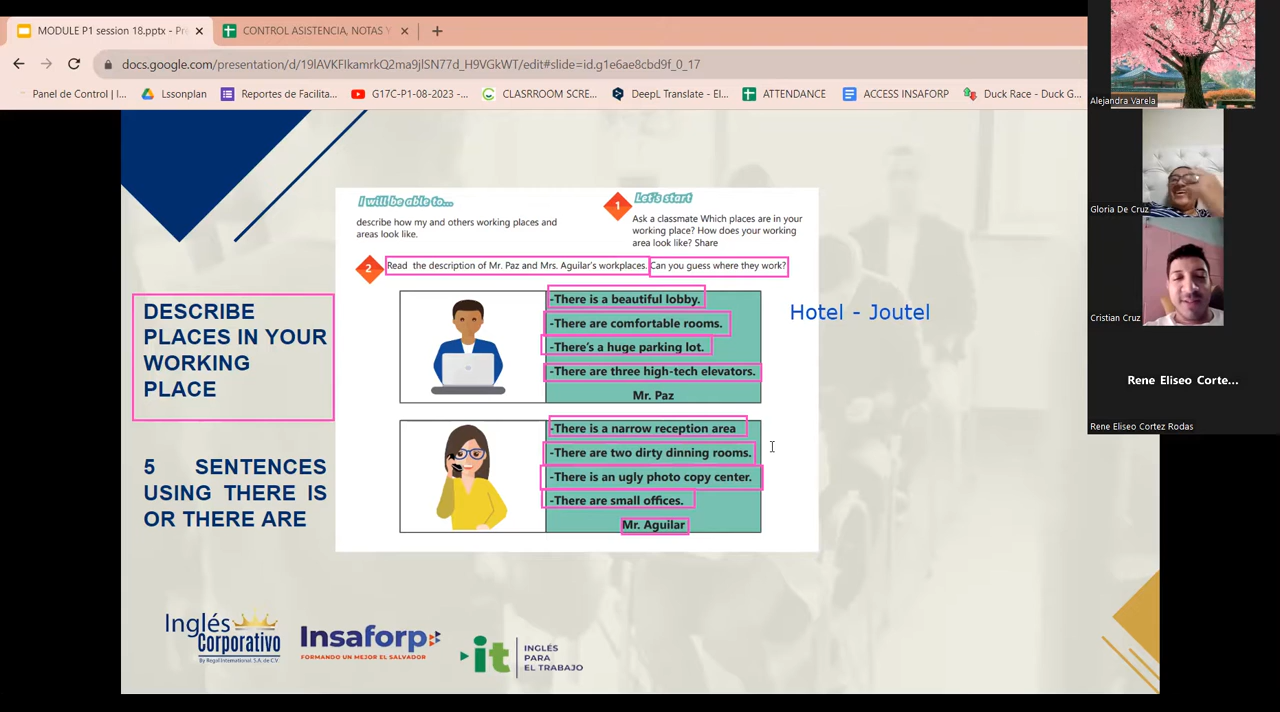 MODULE P1 session 18.pptx - Pre
CONTROL ASISTENCIA, NOTAS Y
docs.google.com/presentation/d/19lAVKFIkamrkQ2ma9jlSN77d_H9VGkWT/edit#slide=id.g1e6ae8cbd9f_0_17
Panel de Control | I...
Lssonplan
Reportes de Facilita...
G17C-P1-08-2023 -...
CLASRROOM SCRE...
DeepL Translate - El...
ATTENDANCE
ACCESS INSAFORP
Duck Race - Duck G...
Alejandra Varela
Gloria De Cruz
Cristian Cruz
Rene Eliseo Corte...
Rene Eliseo Cortez Rodas
I will be able to...
describe how my and others working places and
areas look like.
1
Let's start
Ask a classmate Which places are in your
working place? How does your working
area look like? Share
2
Read the description of Mr. Paz and Mrs. Aguilar's workplaces. Can you guess where they work?
DESCRIBE
PLACES IN YOUR
WORKING
PLACE
5 SENTENCES
USING THERE IS
OR THERE ARE
-There is a beautiful lobby.
-There are comfortable rooms.
-There's a huge parking lot.
-There are three high-tech elevators.
Mr. Paz
Hotel - Joutel
-There is a narrow reception area
-There are two dirty dinning rooms.
-There is an ugly photo copy center.
-There are small offices.
Mr. Aguilar
Inglés
Corporativo
By Regal International, S.A. de C.V
Insaforp
FORMANDO UN MEJOR EL SALVADOR
it
INGLÉS
PARA
EL TRABAJO